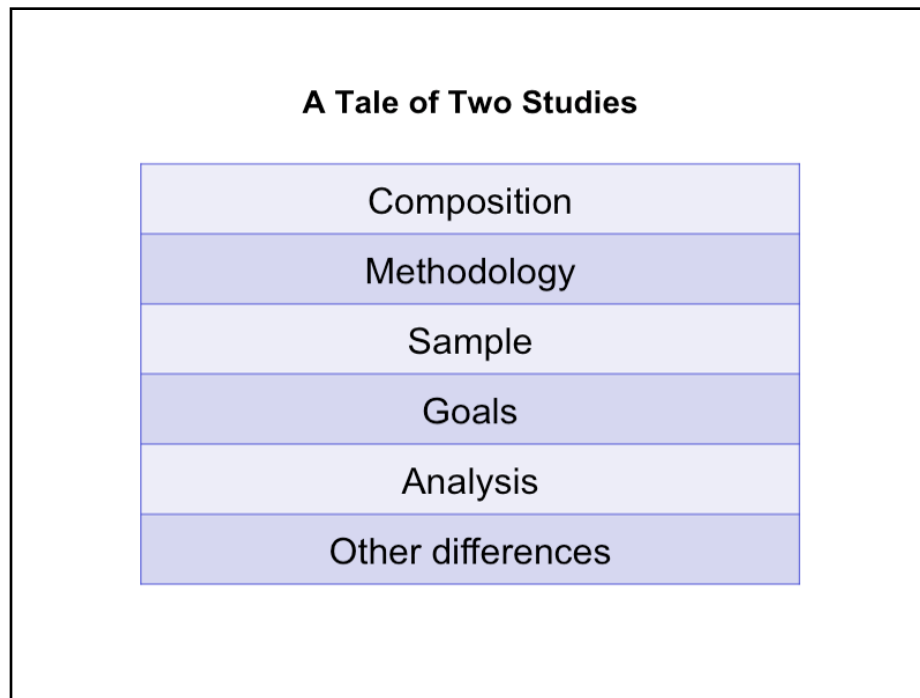 A Tale of Two Studies
Composition
Methodology
Sample
Goals
Analysis
Other differences